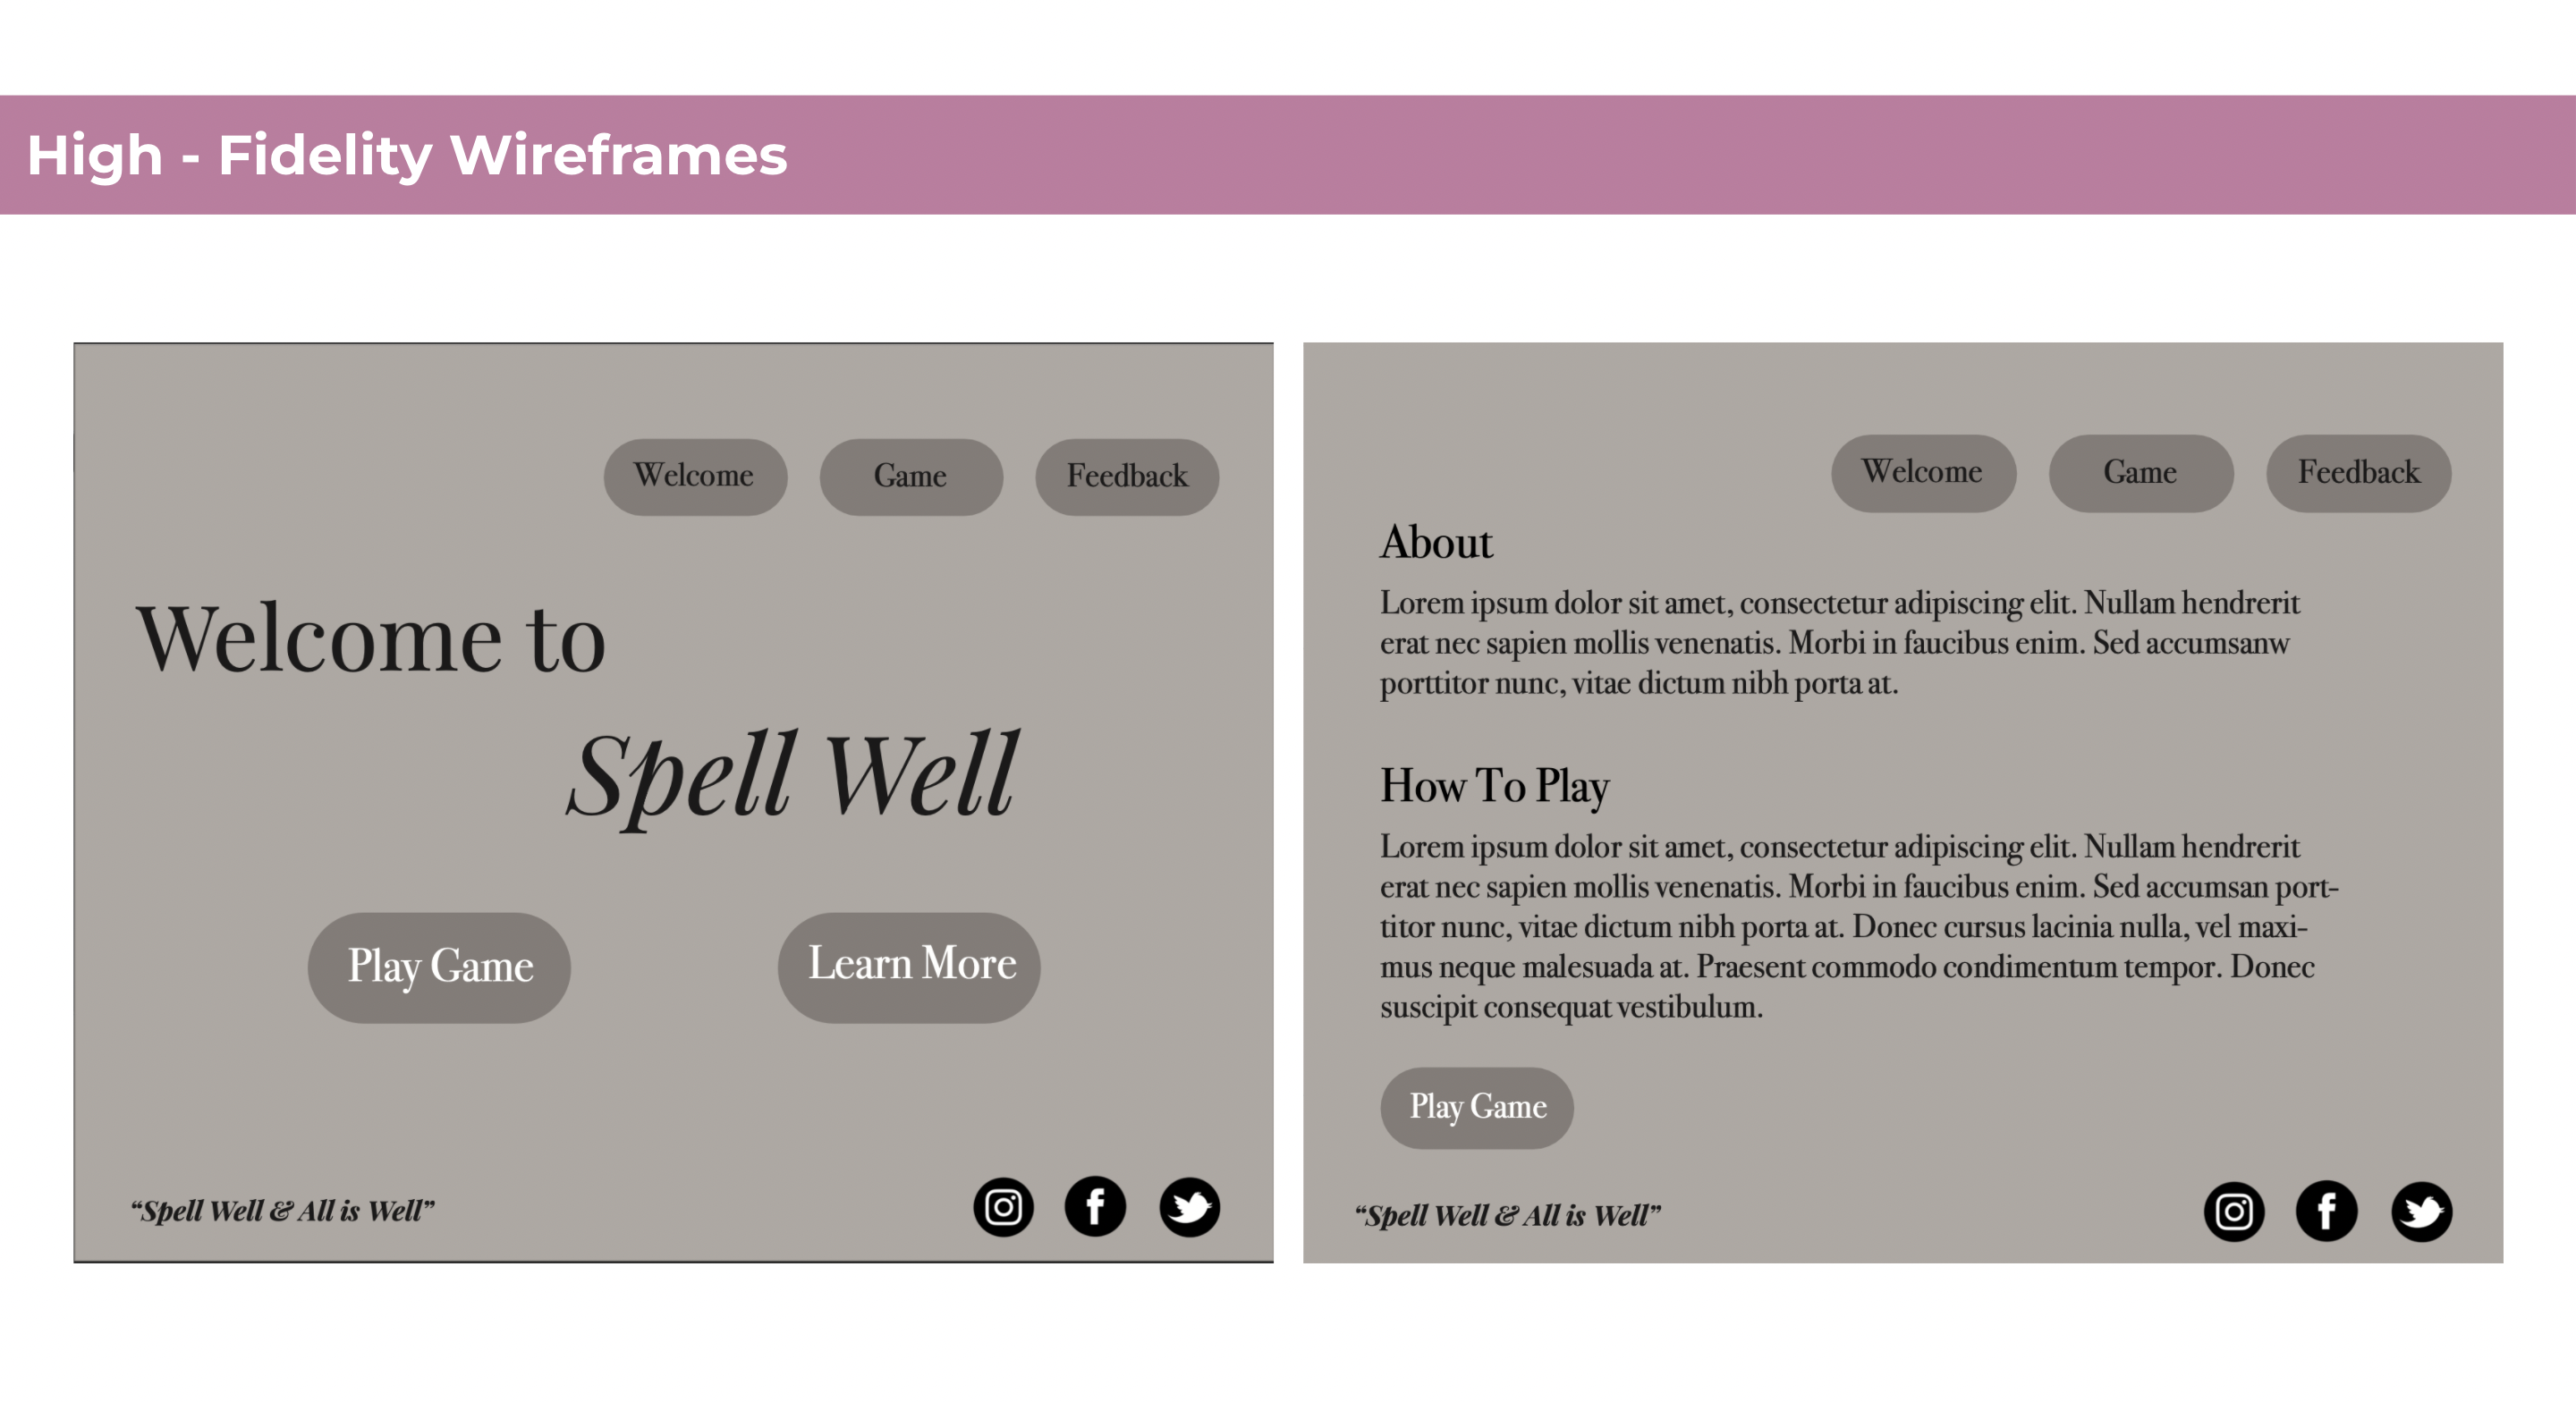 High - Fidelity Wireframes
Welcome
Game
Feedback
Welcome to
Spell Well
Play Game
Learn More
“Spell Well & All is Well”
Welcome
Game
Feedback
About
Lorem ipsum dolor sit amet, consectetur adipiscing elit. Nullam hendrerit
erat nec sapien mollis venenatis. Morbi in faucibus enim. Sed accumsanw
porttitor nunc, vitae dictum nibh porta at.
How To Play
Lorem ipsum dolor sit amet, consectetur adipiscing elit. Nullam hendrerit
erat nec sapien mollis venenatis. Morbi in faucibus enim. Sed accumsan port-
titor nunc, vitae dictum nibh porta at. Donec cursus lacinia nulla, vel maxi-
mus neque malesuada at. Praesent commodo condimentum tempor. Donec
suscipit consequat vestibulum.
Play Game
“Spell Well & All is Well”